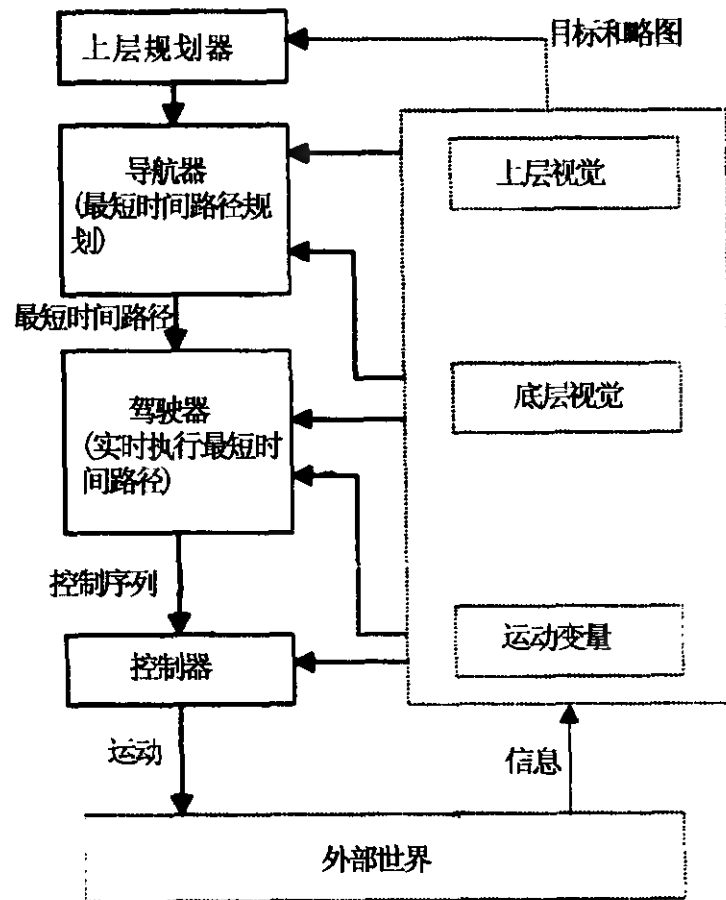 上层规划器
目标和略图
导航器
(最短时间路径规
划)
上层视觉
最短时间路径
驾驶器
(实时执行最短时
间路径)
底层视觉
控制序列
控制器
运动变量
运动
信息
外部世界